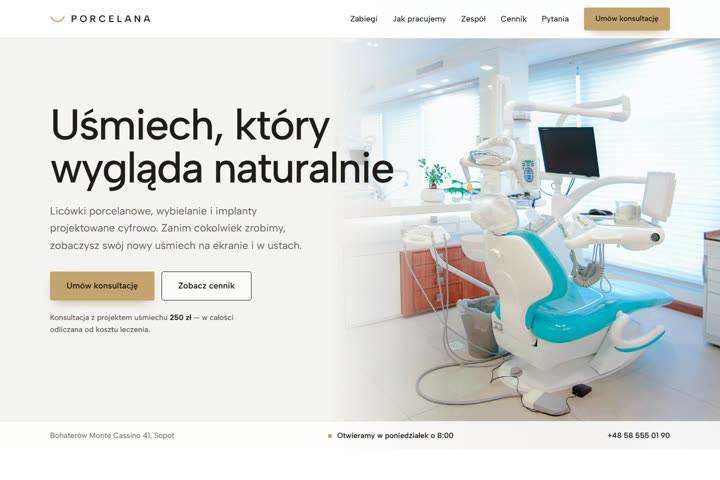 PORCELANA
Zabiegi
Jak pracujemy
Zespół
Cennik
Pytania
Umów konsultację
Uśmiech, który
wygląda naturalnie
Licówki porcelanowe, wybielanie i implanty
projektowane cyfrowo. Zanim cokolwiek zrobimy,
zobaczysz swój nowy uśmiech na ekranie i w ustach.
Umów konsultację
Zobacz cennik
Konsultacja z projektem uśmiechu 250 zł — w całości
odliczana od kosztu leczenia.
Bohaterów Monte Cassino 41, Sopot
Otwieramy w poniedziałek o 8:00
+48 58 555 01 90